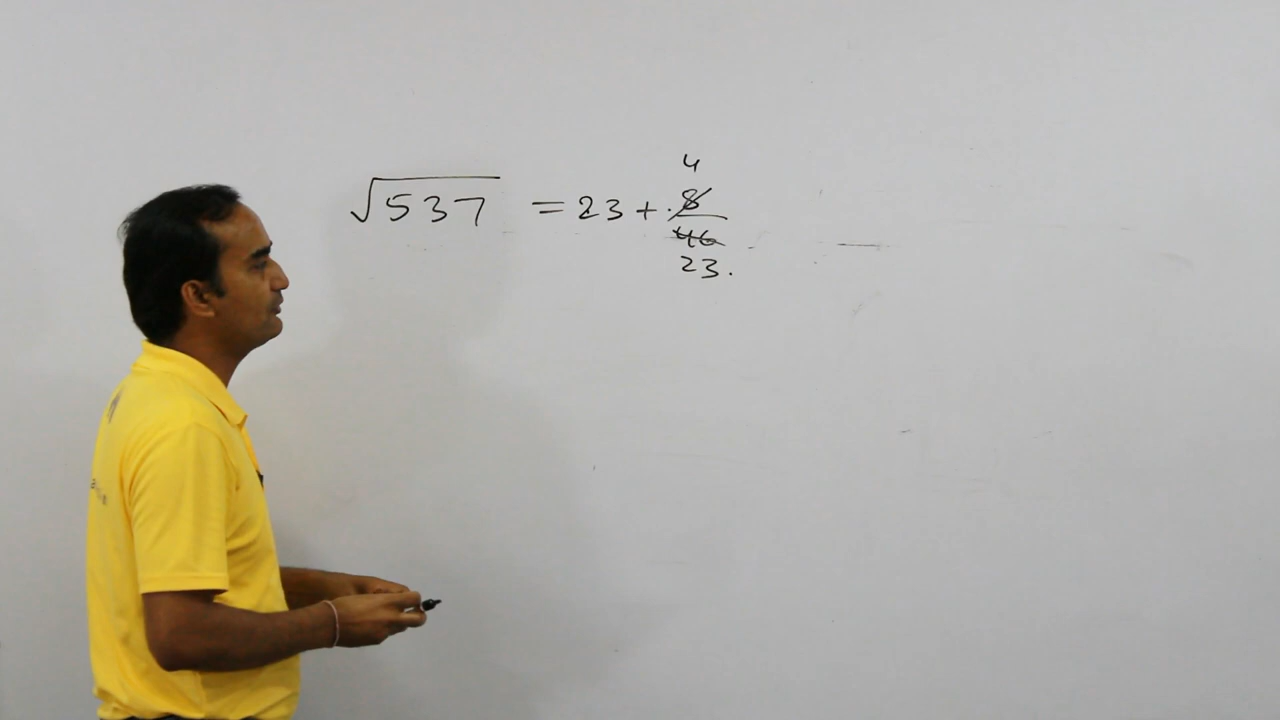 4
√537 = 23 + 8
46
23.